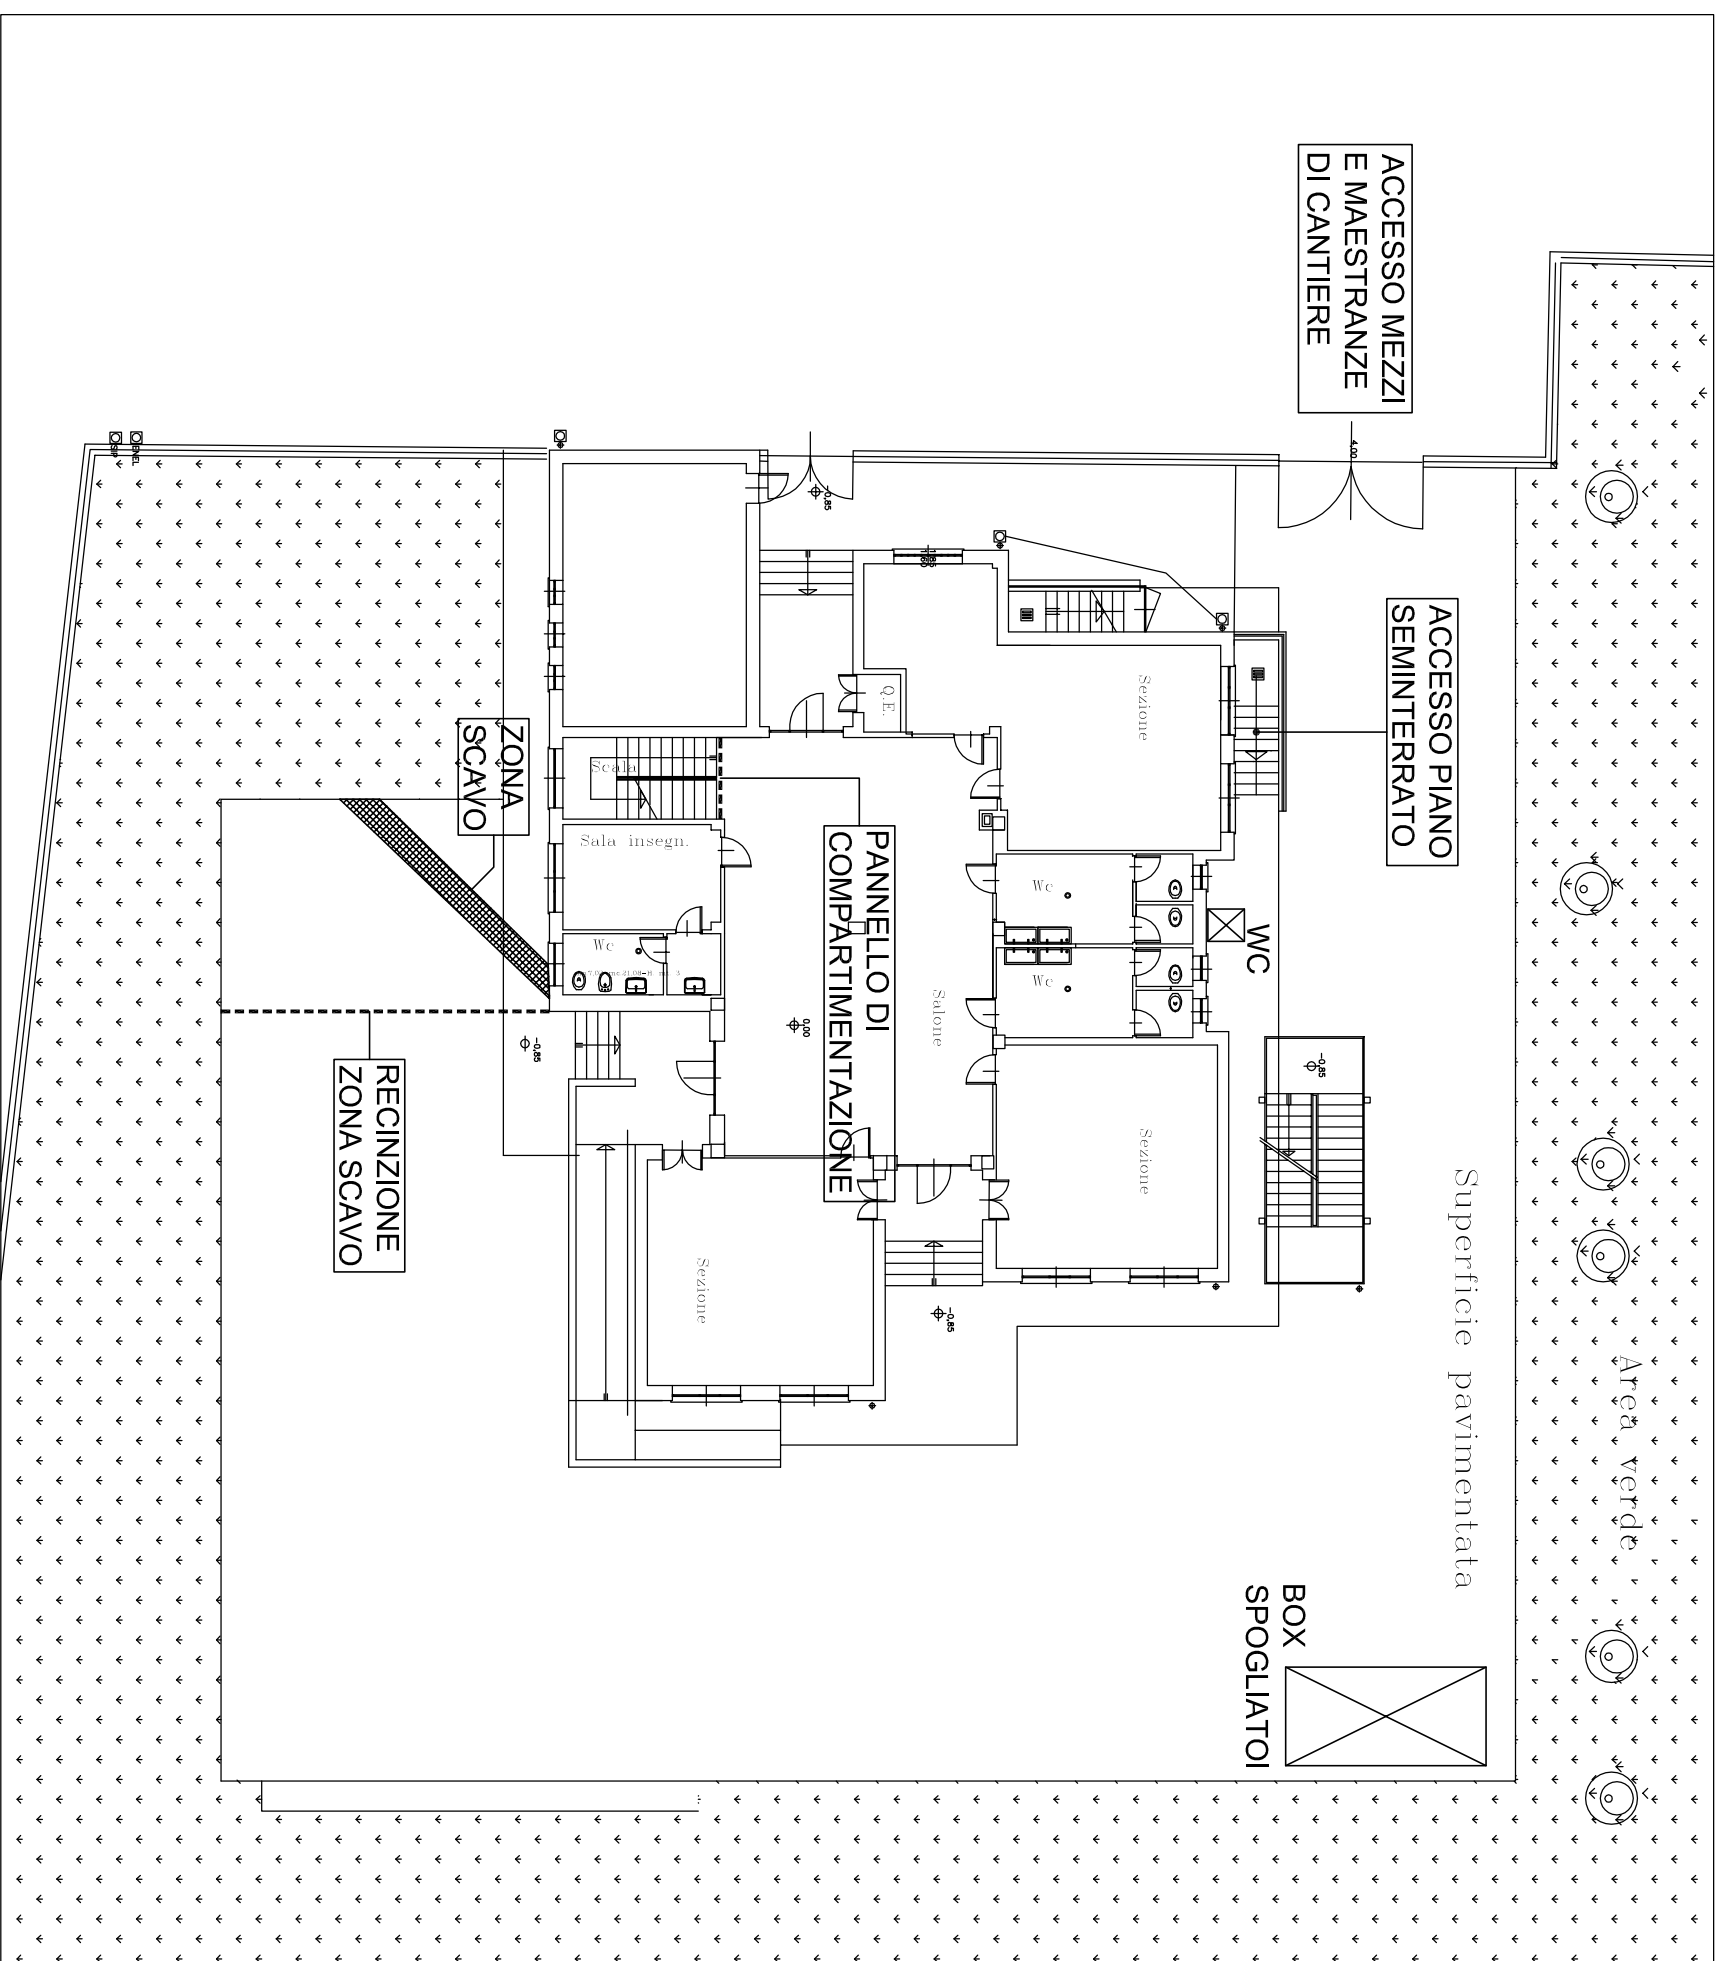 ACCESSO MEZZI
E MAESTRANZE
DI CANTIERE
ACCESSO PIANO
SEMINTERRATO
4,00
Area verde
Superficie pavimentata
BOX
SPOGLIATOI
WC
-0,85
Sezione
Q.E.
Wc
Wc
Salone
Sezione
PANNELLO DI
COMPARTIMENTAZIONE
0,00
-0,85
-0,85
Scala
Sala insegn.
Wc
Sezione
-0,85
ZONA
SCAVO
RECINZIONE
ZONA SCAVO
ENEL
SIP